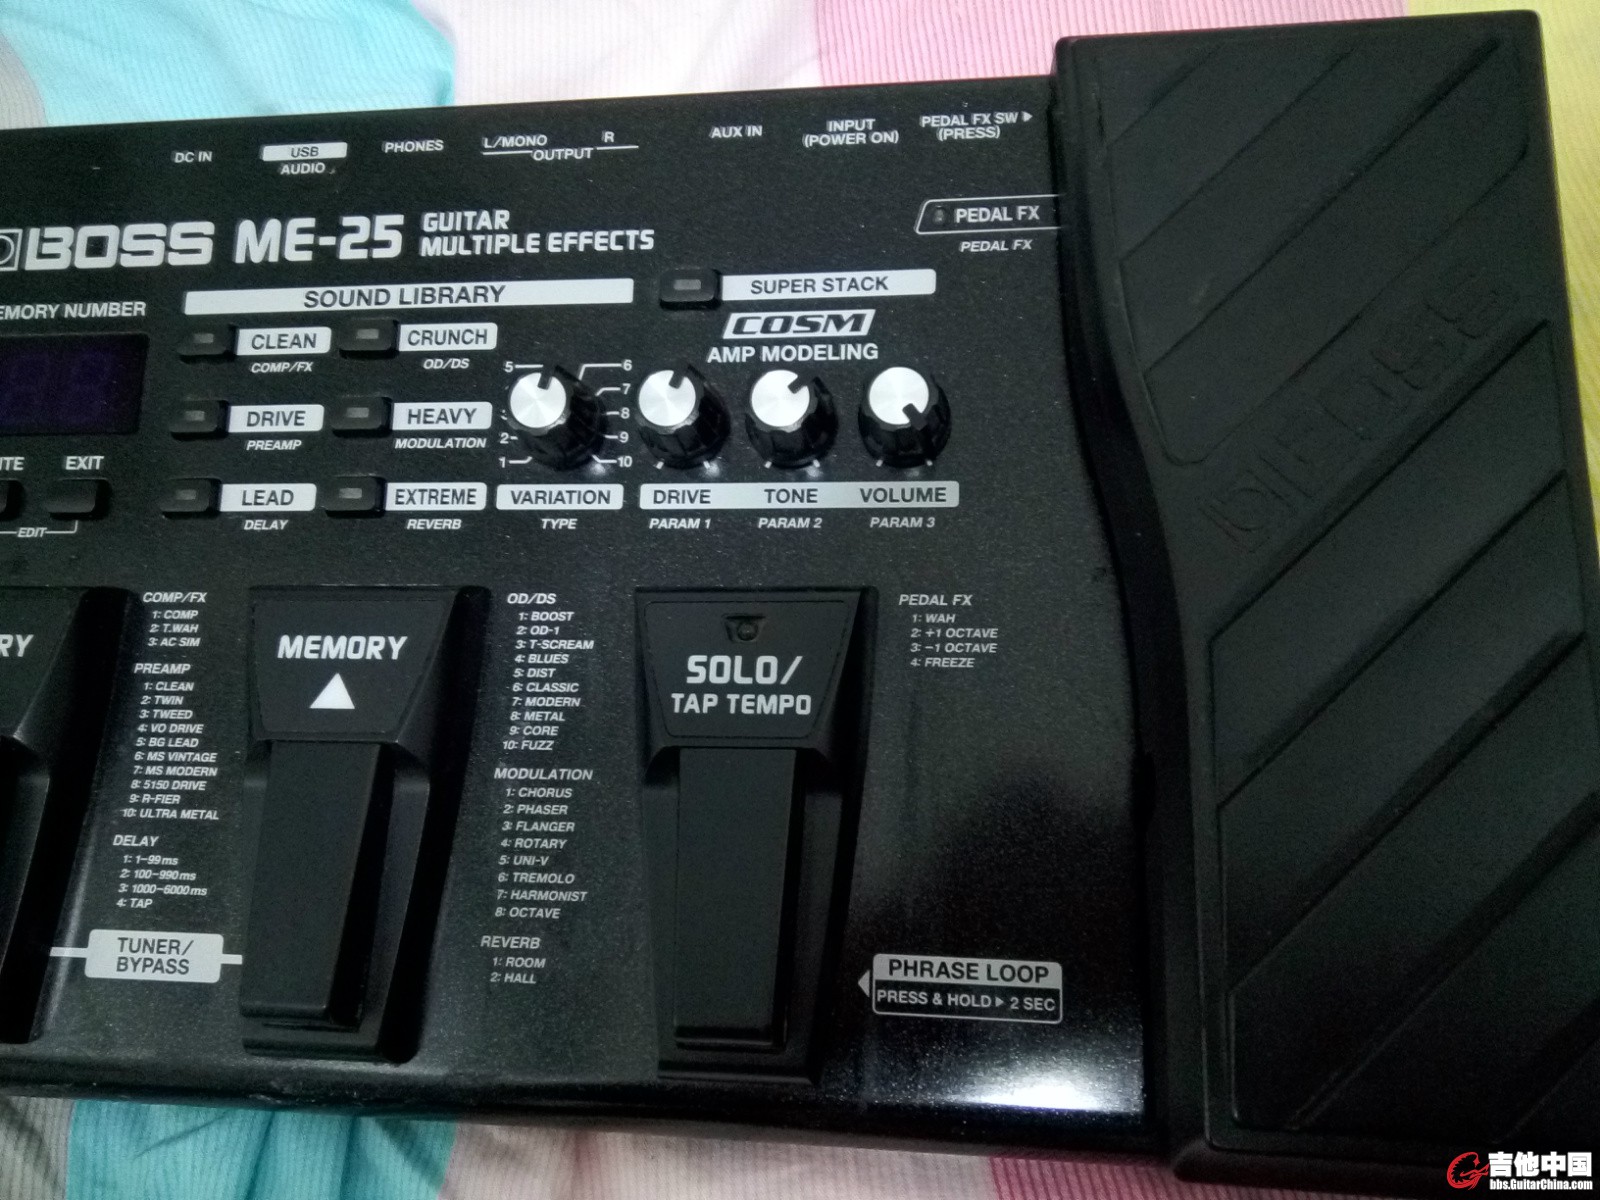 DC IN
USB
AUDIO
PHONES
L/MONO
R
OUTPUT
AUX IN
INPUT
(POWER ON)
PEDAL FX SW ▶
(PRESS)
BOSS ME-25 GUITAR
MULTIPLE EFFECTS
PEDAL FX
PEDAL FX
EMORY NUMBER
SOUND LIBRARY
SUPER STACK
COSM
AMP MODELING
CLEAN
COMP/FX
CRUNCH
OD/DS
DRIVE
PREAMP
HEAVY
MODULATION
LEAD
DELAY
EXTREME
REVERB
ITE
EXIT
EDIT
5
6
7
8
2
9
1
10
VARIATION
TYPE
DRIVE
TONE
VOLUME
PARAM 1
PARAM 2
PARAM 3
RY
COMP/FX
1: COMP
2: T.WAH
3: AC SIM
PREAMP
1: CLEAN
2: TWIN
3: TWEED
4: VO DRIVE
5: BG LEAD
6: MS VINTAGE
7: MS MODERN
8: 5150 DRIVE
9: R-FIER
10: ULTRA METAL
DELAY
1: 1-99ms
2: 100-990ms
3: 1000-6000ms
4: TAP
TUNER/
BYPASS
MEMORY
▲
OD/DS
1: BOOST
2: OD-1
3: T-SCREAM
4: BLUES
5: DIST
6: CLASSIC
7: MODERN
8: METAL
9: CORE
10: FUZZ
MODULATION
1: CHORUS
2: PHASER
3: FLANGER
4: ROTARY
5: UNI-V
6: TREMOLO
7: HARMONIST
8: OCTAVE
REVERB
1: ROOM
2: HALL
SOLO/
TAP TEMPO
PEDAL FX
1: WAH
2: +1 OCTAVE
3: -1 OCTAVE
4: FREEZE
PHRASE LOOP
PRESS & HOLD ▶ 2 SEC
BOSS
吉他中国
bbs.GuitarChina.com